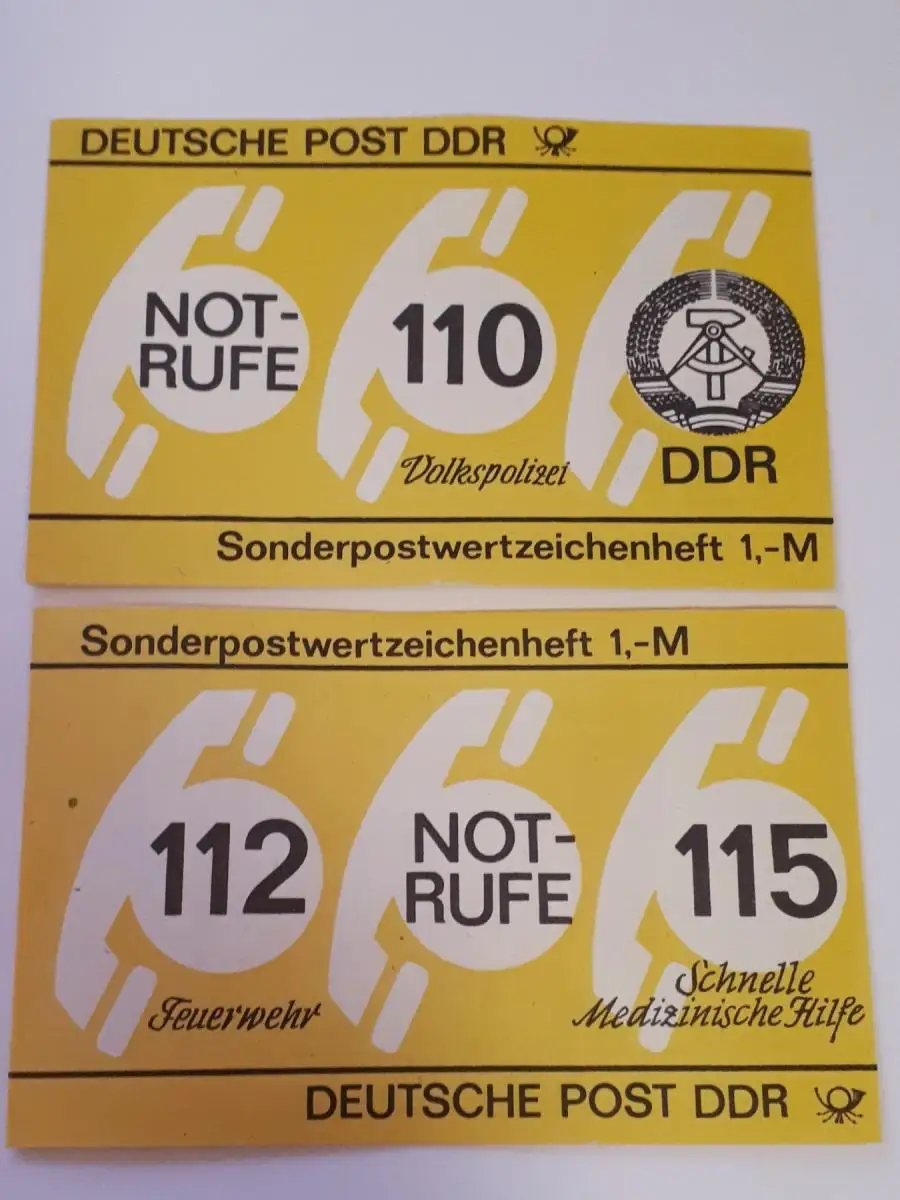 DEUTSCHE POST DDR
NOT-
RUFE
110
Volkspolizei
DDR
Sonderpostwertzeichenheft 1,-M
Sonderpostwertzeichenheft 1,-M
112
Feuerwehr
NOT-
RUFE
115
Schnelle
Medizinische Hilfe
DEUTSCHE POST DDR